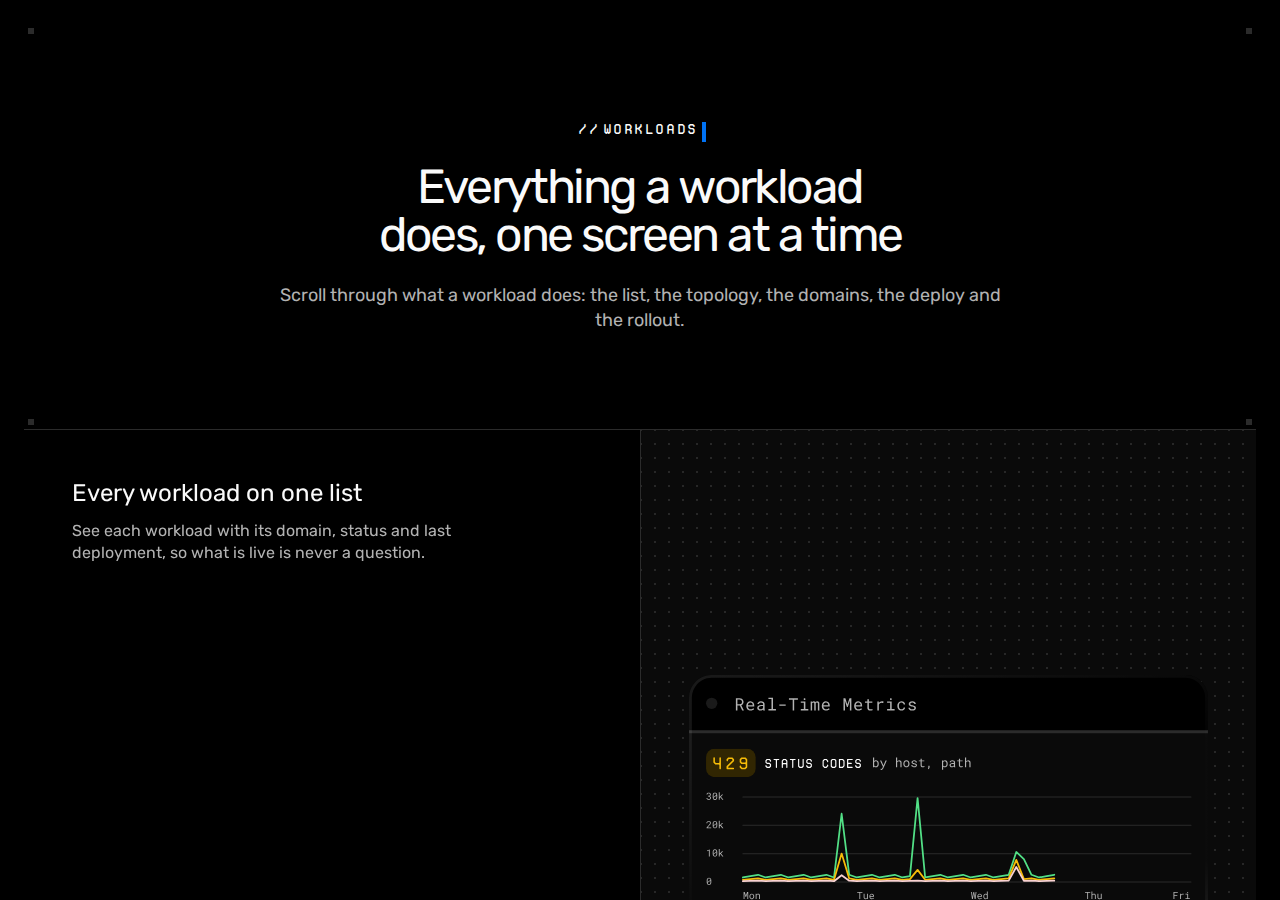 // WORKLOADS
Everything a workload
does, one screen at a time
Scroll through what a workload does: the list, the topology, the domains, the deploy and
the rollout.
Every workload on one list
See each workload with its domain, status and last
deployment, so what is live is never a question.
Real-Time Metrics
429 STATUS CODES by host, path
30k
20k
10k
0
Mon Tue Wed Thu Fri